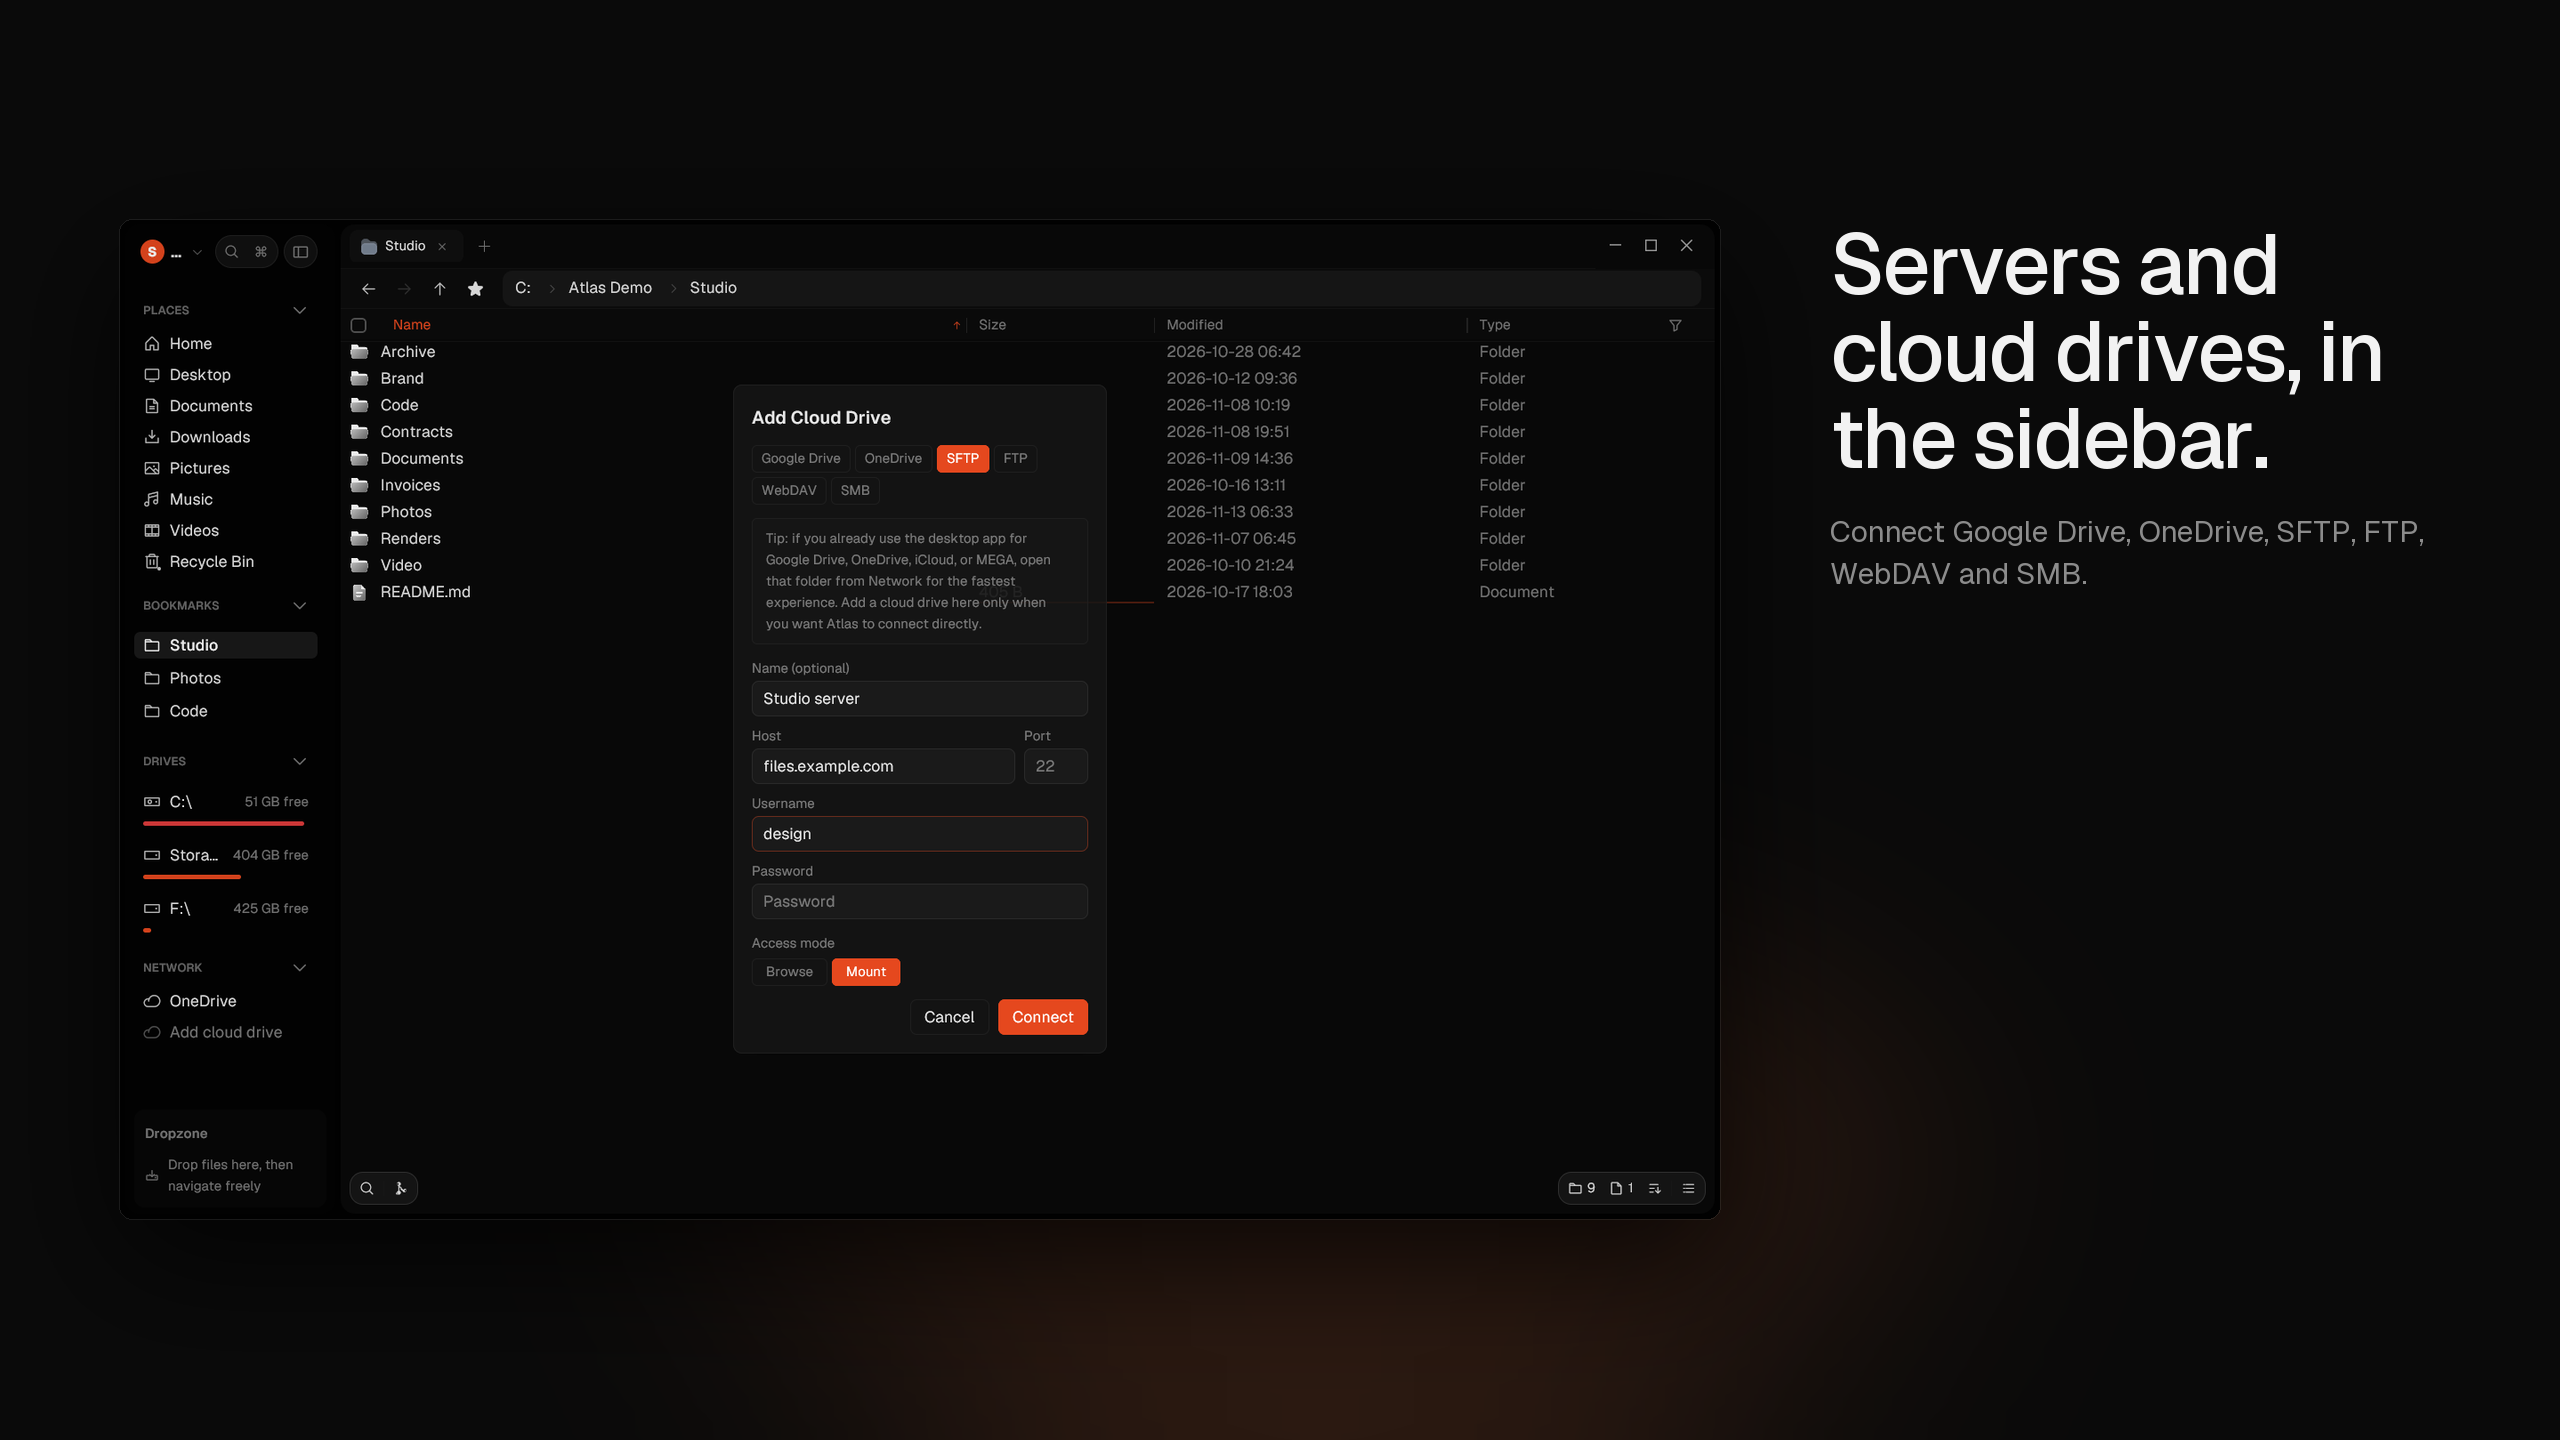 S ...
PLACES
Home
Desktop
Documents
Downloads
Pictures
Music
Videos
Recycle Bin
BOOKMARKS
Studio
Photos
Code
DRIVES
C:\ 51 GB free
Stora... 404 GB free
F:\ 425 GB free
NETWORK
OneDrive
Add cloud drive
Dropzone
Drop files here, then
navigate freely
Studio
C: Atlas Demo Studio
Name Size Modified Type
Archive 2026-10-28 06:42 Folder
Brand 2026-10-12 09:36 Folder
Code 2026-11-08 10:19 Folder
Contracts 2026-11-08 19:51 Folder
Documents 2026-11-09 14:36 Folder
Invoices 2026-10-16 13:11 Folder
Photos 2026-11-13 06:33 Folder
Renders 2026-11-07 06:45 Folder
Video 2026-10-10 21:24 Folder
README.md 405 B 2026-10-17 18:03 Document
Add Cloud Drive
Google Drive OneDrive SFTP FTP
WebDAV SMB
Tip: if you already use the desktop app for
Google Drive, OneDrive, iCloud, or MEGA, open
that folder from Network for the fastest
experience. Add a cloud drive here only when
you want Atlas to connect directly.
Name (optional)
Studio server
Host Port
files.example.com 22
Username
design
Password
Password
Access mode
Browse Mount
Cancel Connect
9 1
Servers and
cloud drives, in
the sidebar.
Connect Google Drive, OneDrive, SFTP, FTP,
WebDAV and SMB.